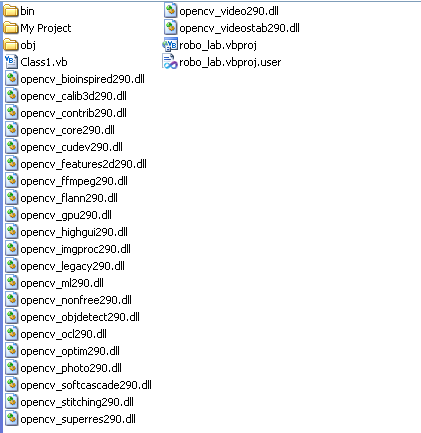 bin
My Project
obj
Class1.vb
opencv_bioinspired290.dll
opencv_calib3d290.dll
opencv_contrib290.dll
opencv_core290.dll
opencv_cudev290.dll
opencv_features2d290.dll
opencv_ffmpeg290.dll
opencv_flann290.dll
opencv_gpu290.dll
opencv_highgui290.dll
opencv_imgproc290.dll
opencv_legacy290.dll
opencv_ml290.dll
opencv_nonfree290.dll
opencv_objdetect290.dll
opencv_ocl290.dll
opencv_optim290.dll
opencv_photo290.dll
opencv_softcascade290.dll
opencv_stitching290.dll
opencv_superres290.dll
opencv_video290.dll
opencv_videostab290.dll
robo_lab.vbproj
robo_lab.vbproj.user